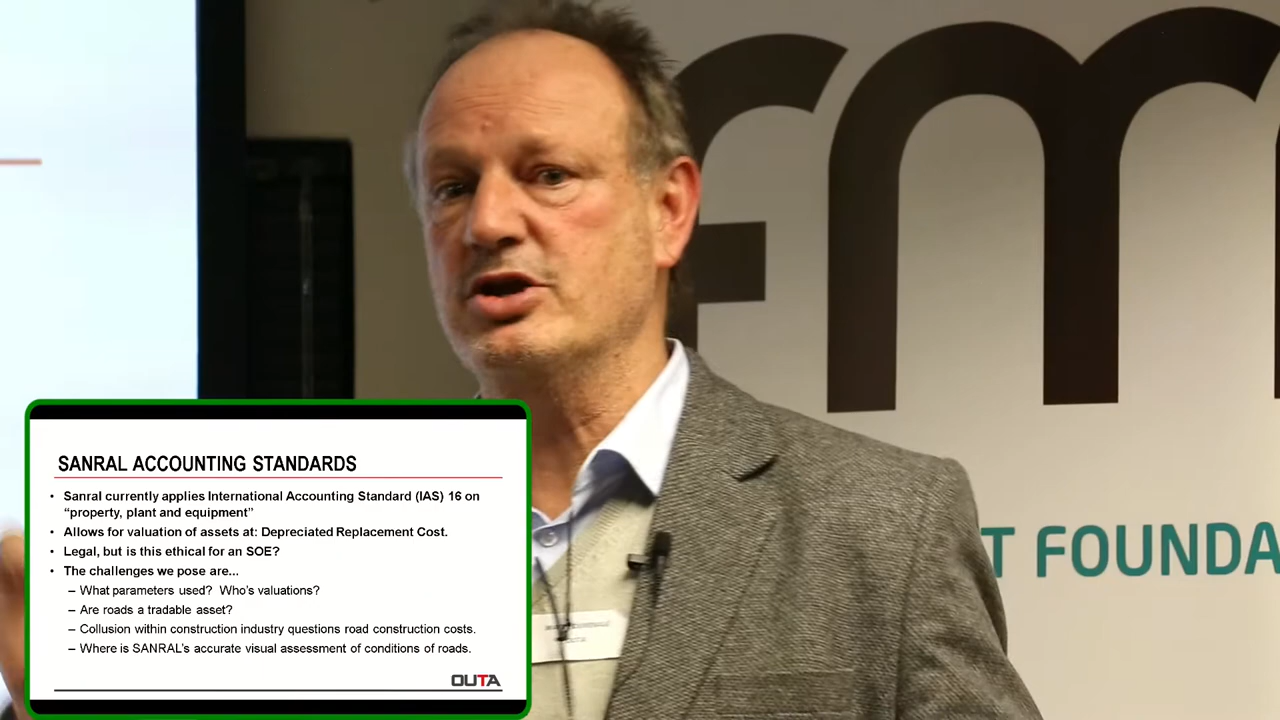 fm
T FOUNDA
SANRAL ACCOUNTING STANDARDS
• Sanral currently applies International Accounting Standard (IAS) 16 on
“property, plant and equipment”
• Allows for valuation of assets at: Depreciated Replacement Cost.
• Legal, but is this ethical for an SOE?
• The challenges we pose are...
– What parameters used? Who’s valuations?
– Are roads a tradable asset?
– Collusion within construction industry questions road construction costs.
– Where is SANRAL’s accurate visual assessment of conditions of roads.
OUTA